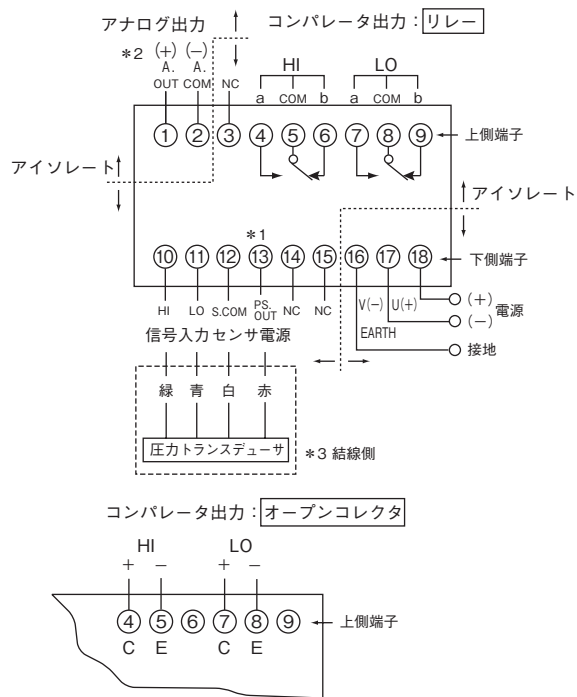 アナログ出力 コンパレータ出力：リレー
*2 (+) (−) HI LO
A. A.
OUT COM NC a COM b a COM b
① ② ③ ④ ⑤ ⑥ ⑦ ⑧ ⑨ 上側端子
アイソレート アイソレート
*1
⑩ ⑪ ⑫ ⑬ ⑭ ⑮ ⑯ ⑰ ⑱ 下側端子
HI LO S.COM PS. OUT NC NC V(−) U(+) (+) 電源
信号入力 センサ電源 EARTH (−)
接地
緑 青 白 赤
圧力トランスデューサ *3 結線側
コンパレータ出力：オープンコレクタ
HI LO
+ − + −
④ ⑤ ⑥ ⑦ ⑧ ⑨ 上側端子
C E C E